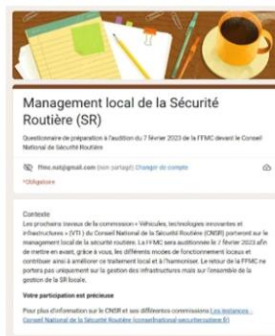 Management local de la Sécurité
Routière (SR)
Questionnaire de préparation à l'audition du 7 février 2023 de la FFMC devant le Conseil
National de Sécurité Routière
ffmc.nat@gmail.com (non partagé) Changer de compte
*Obligatoire
Contexte
Les prochains travaux de la commission « Véhicules, technologies innovantes et
infrastructures » (VTI) du Conseil National de la Sécurité Routière (CNSR) porteront sur le
management local de la sécurité routière. La FFMC sera auditionnée le 7 février 2023 afin
de mettre en avant, grâce à vous, les différents modes de fonctionnement locaux et
contribuer ainsi à améliorer ce traitement local et à l'harmoniser. Le retour de la FFMC ne
portera pas uniquement sur la gestion des infrastructures mais sur l'ensemble de la
gestion de la SR locale.
Votre participation est précieuse
Pour plus d'information sur le CNSR et ses différentes commissions : Les instances -
Conseil National de la Sécurité Routière (conseilnational-securiteroutiere.fr)